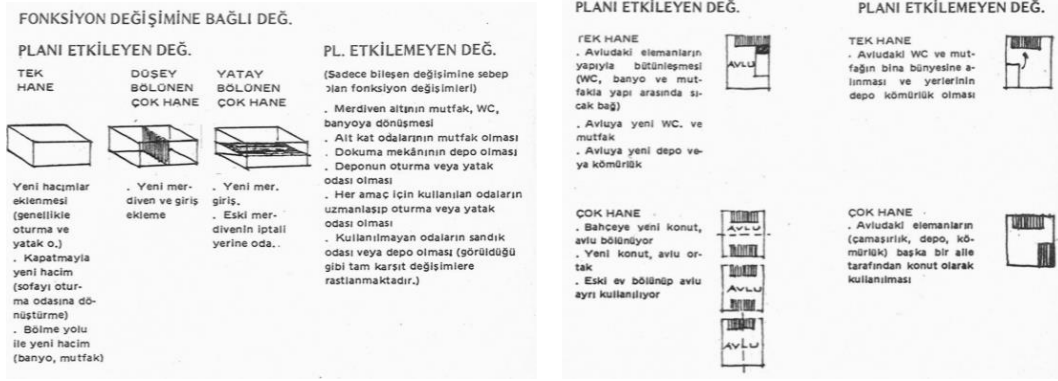 FONKSİYON DEĞİŞİMİNE BAĞLI DEĞ.
PLANI ETKİLEYEN DEĞ.
TEK
HANE
Yeni hacımlar
eklenmesi
(genellikle
oturma ve
yatak o.)
. Kapatmayla
yeni hacim
(sofayı otur-
ma odasına dö-
nüştürme)
. Bölme yolu
ile yeni hacim
(banyo, mutfak)
DÜŞEY
BÖLÜNEN
ÇOK HANE
. Yeni mer-
diven ve giriş
ekleme
YATAY
BÖLÜNEN
ÇOK HANE
. Yeni mer.
giriş.
. Eski mer-
divenin iptali
yerine oda.
PL. ETKİLEMEYEN DEĞ.
(Sadece bileşen değişimine sebep
olan fonksiyon değişimleri)
. Merdiven altının mutfak, WC,
banyoya dönüşmesi
. Alt kat odalarının mutfak olması
. Dokuma mekânının depo olması
. Deponun oturma veya yatak
odası olması
. Her amaç için kullanılan odaların
uzmanlaşıp oturma veya yatak
odası olması
. Kullanılmayan odaların sandık
odası veya depo olması (görüldüğü
gibi tam karşıt değişimlere
rastlanmaktadır.)
PLANI ETKİLEYEN DEĞ.
TEK HANE
. Avludaki elemanların
yapıyla bütünleşmesi
(WC, banyo ve mut-
fakla yapı arasında sı-
cak bağ)
. Avluya yeni WC. ve
mutfak
. Avluya yeni depo ve-
ya kömürlük
AVLU
ÇOK HANE
. Bahçeye yeni konut,
avlu bölünüyor
. Yeni konut, avlu or-
tak
. Eski ev bölünüp avlu
ayrı kullanılıyor
AVLU
AVLU
AVLU
PLANI ETKİLEMEYEN DEĞ.
TEK HANE
. Avludaki WC ve mut-
fağın bina bünyesine a-
lınması ve yerlerinin
depo kömürlük olması
ÇOK HANE
. Avludaki elemanların
(çamaşırlık, depo, kö-
mürlük) başka bir aile
tarafından konut olarak
kullanılması